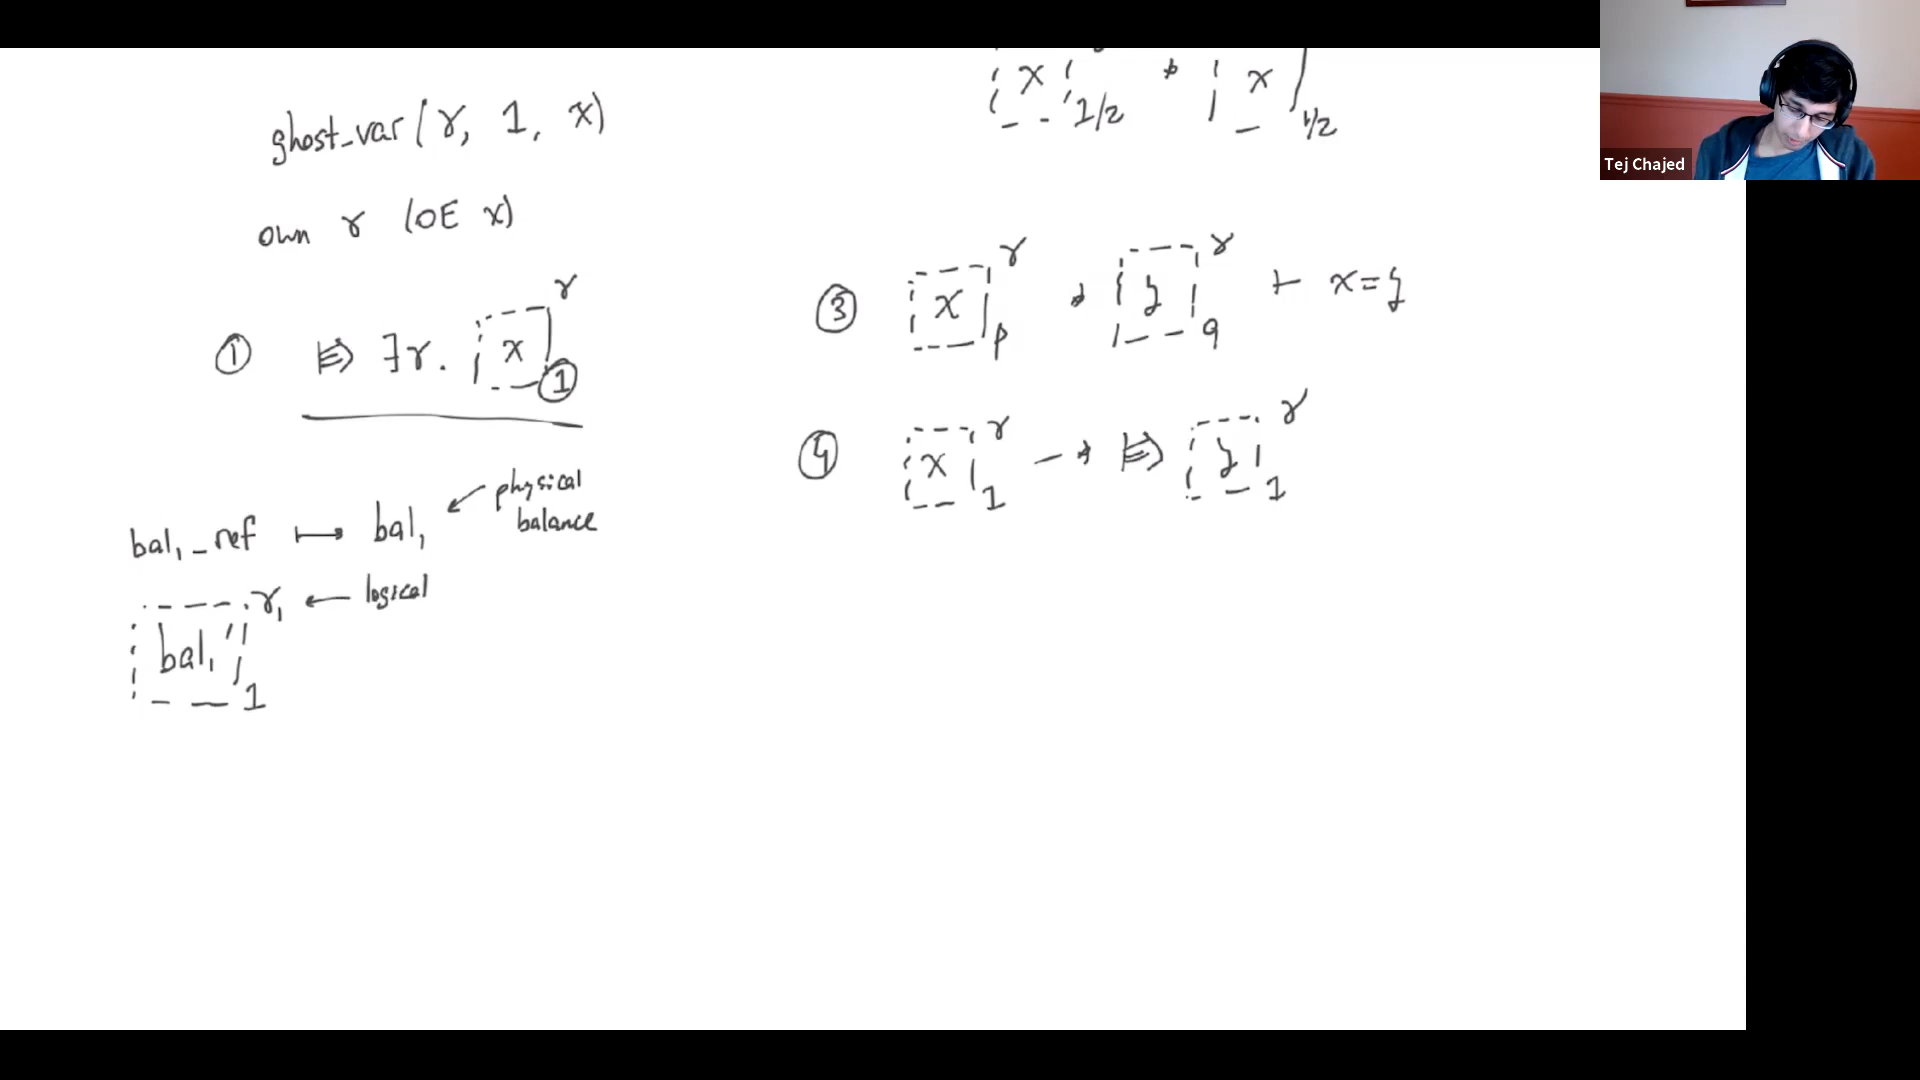 ghost_var(γ, 1, x)
own γ (OE x)
① |≡> ∃γ. x γ 1
bal₁_ref ↦ bal₁ ← physical balance
bal₁' γ₁ 1 ← logical
x 1/2 * x 1/2
③ x γ p * y γ q ⊢ x=y
④ x γ 1 -* |≡> y γ 1
Tej Chajed